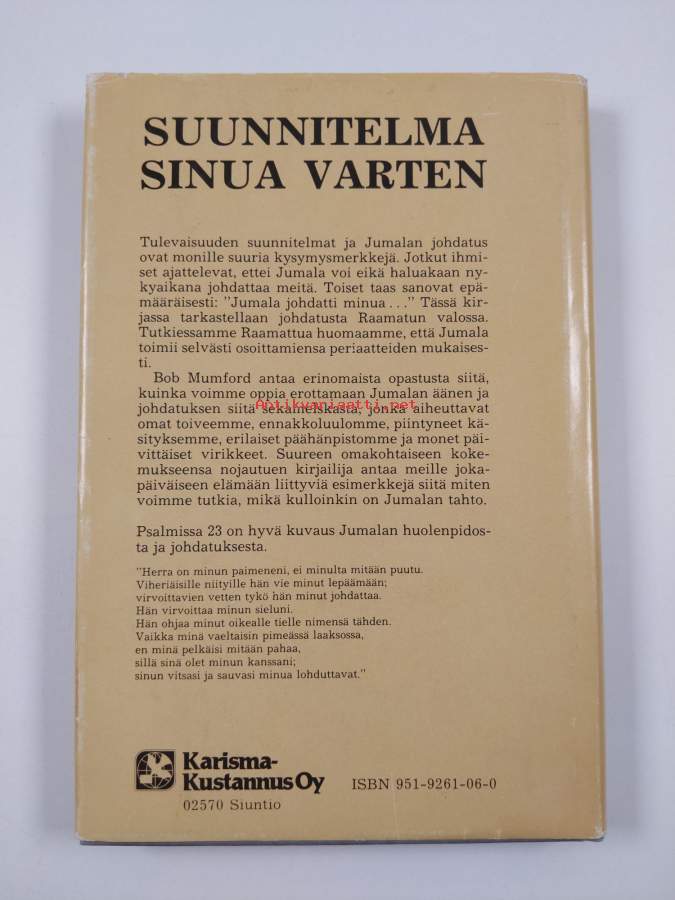 SUUNNITELMA
SINUA VARTEN
Tulevaisuuden suunnitelmat ja Jumalan johdatus
ovat monille suuria kysymysmerkkejä. Jotkut ihmi-
set ajattelevat, ettei Jumala voi eikä haluakaan ny-
kyaikana johdattaa meitä. Toiset taas sanovat epä-
määräisesti: ”Jumala johdatti minua...” Tässä kir-
jassa tarkastellaan johdatusta Raamatun valossa.
Tutkiessamme Raamattua huomaamme, että Jumala
toimii selvästi osoittamiensa periaatteiden mukaises-
ti.
Bob Mumford antaa erinomaista opastusta siitä,
kuinka voimme oppia erottamaan Jumalan äänen ja
johdatuksen siitä sekamelskasta, jonka aiheuttavat
Antikvariaatti.net
omat toiveemme, ennakkoluulomme, piintyneet kä-
sityksemme, erilaiset päähänpistomme ja monet päi-
vittäiset virikkeet. Suureen omakohtaiseen koke-
mukseensa nojautuen kirjailija antaa meille joka-
päiväiseen elämään liittyviä esimerkkejä siitä miten
voimme tutkia, mikä kulloinkin on Jumalan tahto.
Psalmissa 23 on hyvä kuvaus Jumalan huolenpidos-
ta ja johdatuksesta.
”Herra on minun paimeneni, ei minulta mitään puutu.
Viheriäisille niityille hän vie minut lepäämään;
virvoittavien vetten tykö hän minut johdattaa.
Hän virvoittaa minun sieluni.
Hän ohjaa minut oikealle tielle nimensä tähden.
Vaikka minä vaeltaisin pimeässä laaksossa,
en minä pelkäisi mitään pahaa,
sillä sinä olet minun kanssani;
sinun vitsasi ja sauvasi minua lohduttavat.”
Karisma-
Kustannus Oy
02570 Siuntio
ISBN 951-9261-06-0